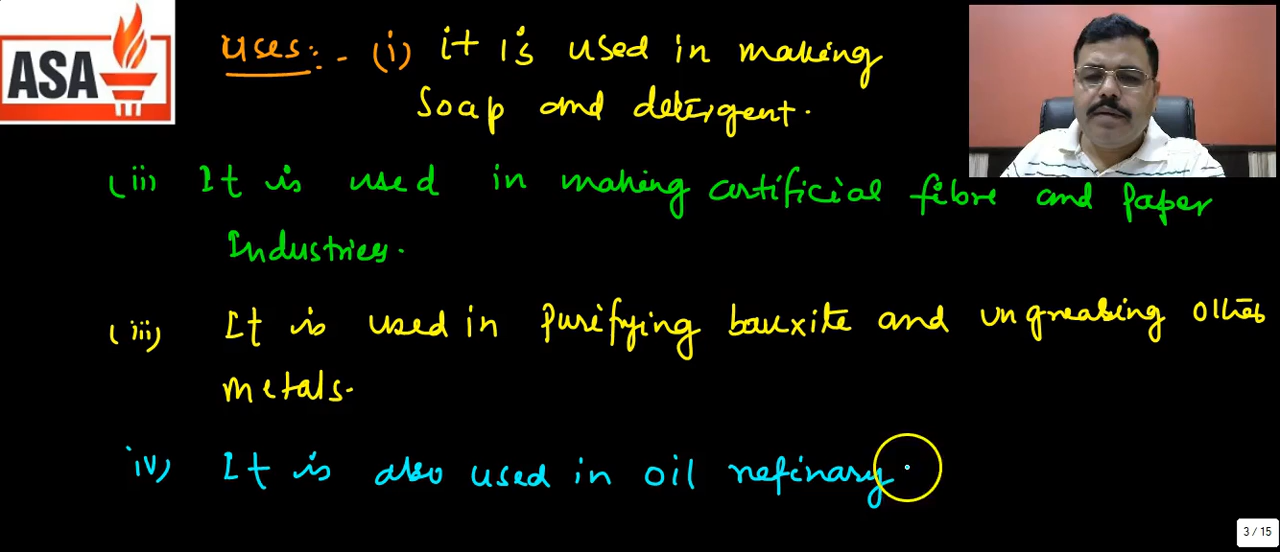 ASA
Uses:- (i) it is used in making
Soap and detergent.
(ii) It is used in making artificial fibre and paper
Industries.
(iii) It is used in purifying bauxite and ungreasing other
metals.
iv) It is also used in oil refinary.
3 / 15